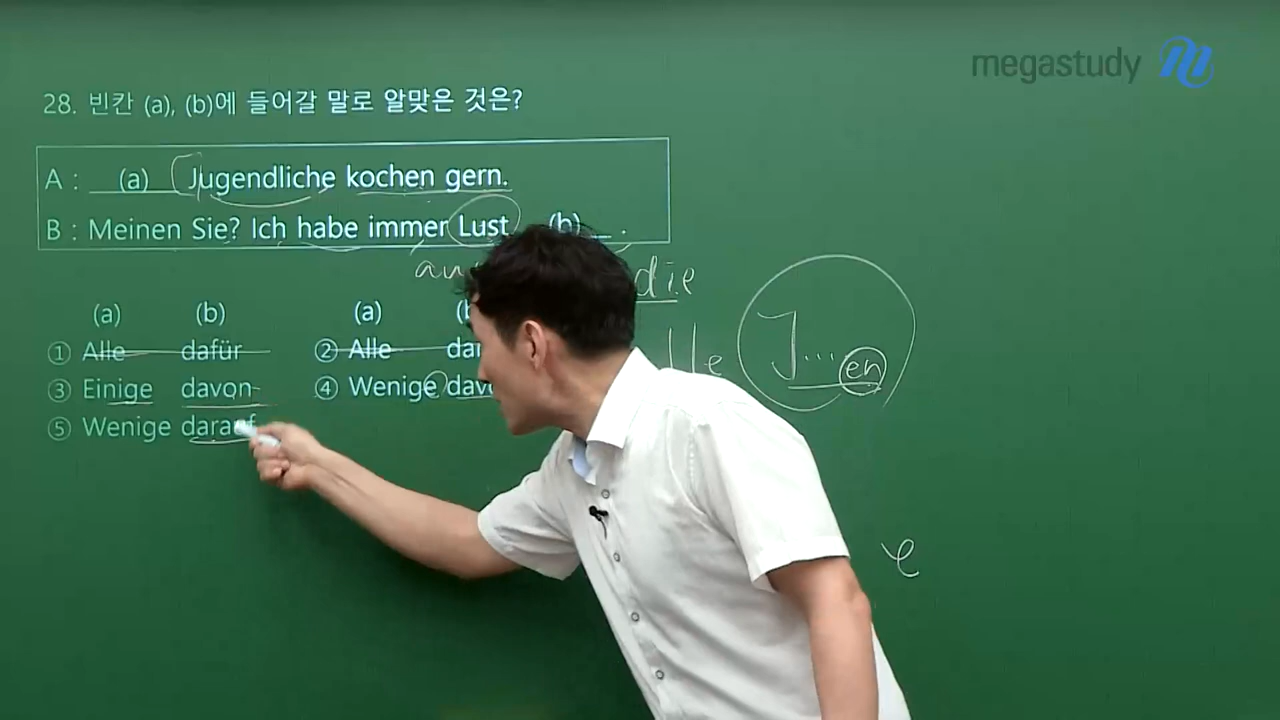 megastudy
28. 빈칸 (a), (b)에 들어갈 말로 알맞은 것은?
A : (a) Jugendliche kochen gern.
B : Meinen Sie? Ich habe immer Lust (b) .
die
J...en
(a) (b) (a)
① Alle dafür ② Alle
③ Einige davon ④ Wenige
⑤ Wenige darauf
e